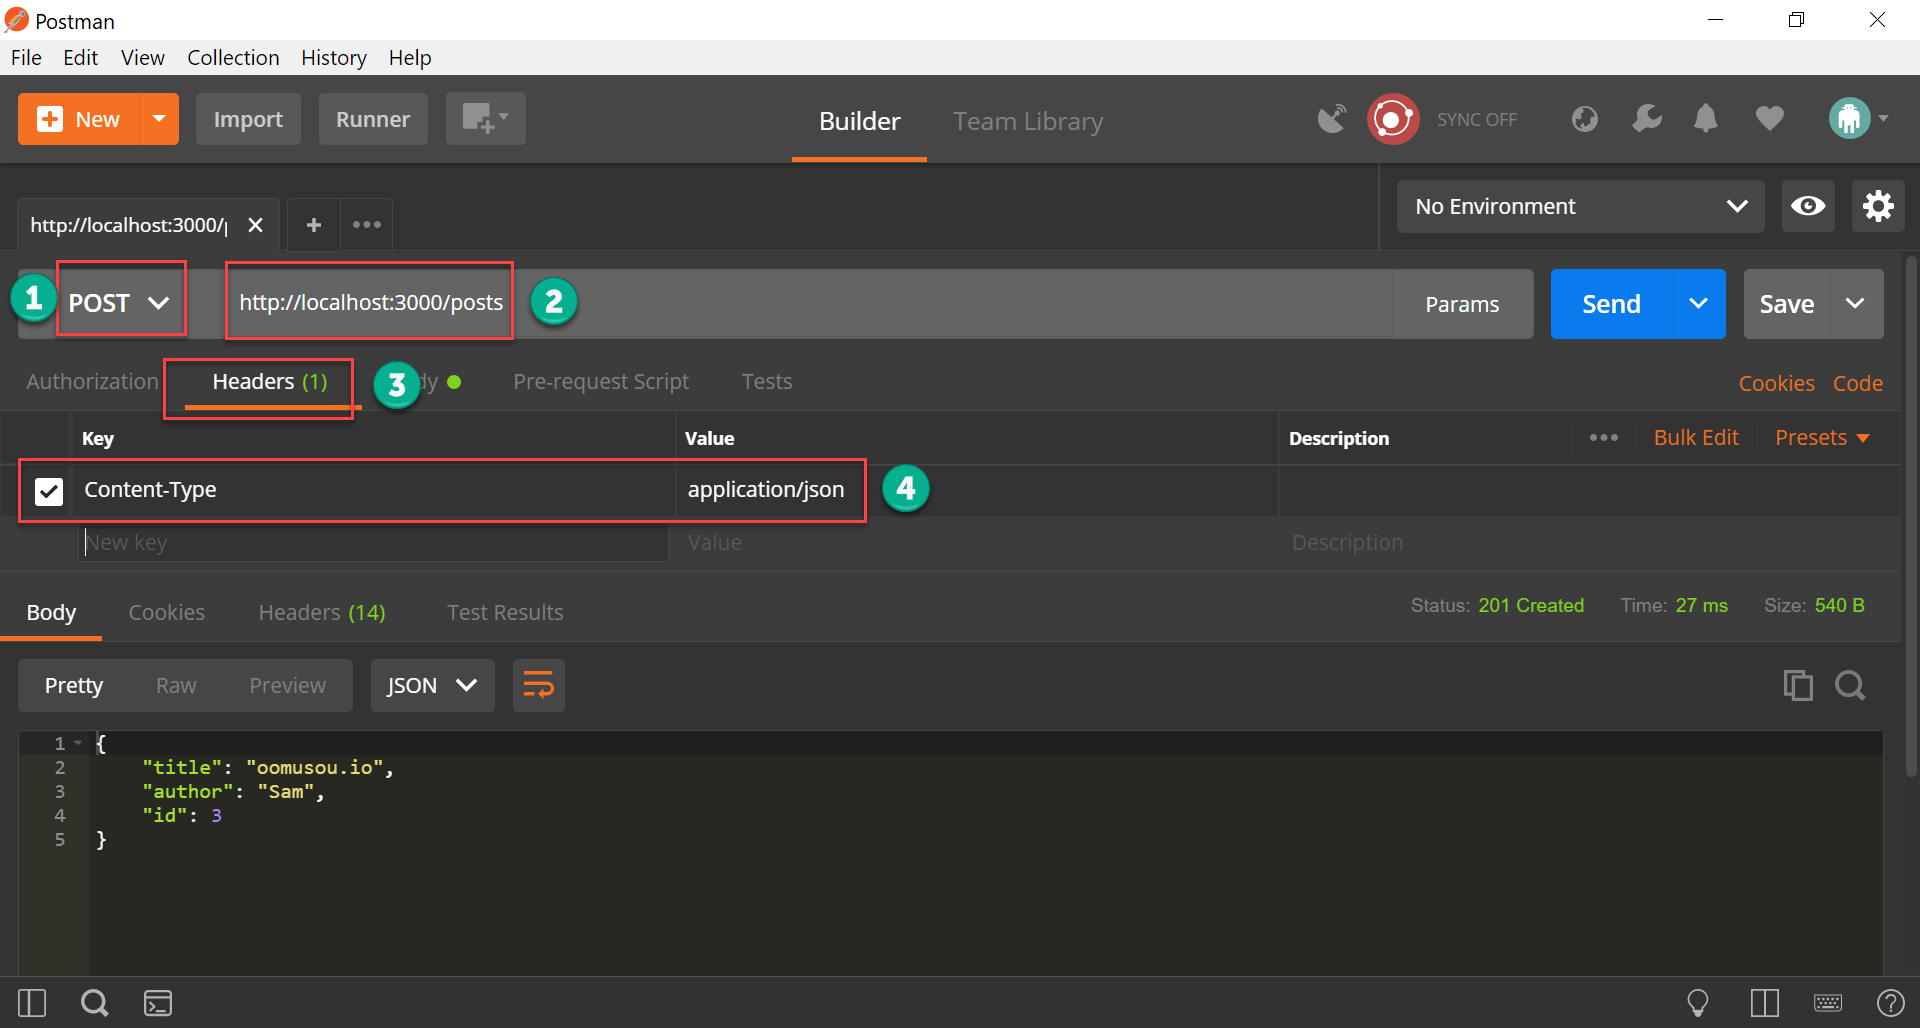 Postman
File Edit View Collection History Help
New Import Runner Builder Team Library SYNC OFF
http://localhost:3000/ No Environment
1 POST http://localhost:3000/posts 2 Params Send Save
Authorization Headers (1) 3 dy Pre-request Script Tests Cookies Code
Key Value Description Bulk Edit Presets
Content-Type application/json 4
New key Value Description
Body Cookies Headers (14) Test Results Status: 201 Created Time: 27 ms Size: 540 B
Pretty Raw Preview JSON
1 {
2 "title": "oomusou.io",
3 "author": "Sam",
4 "id": 3
5 }